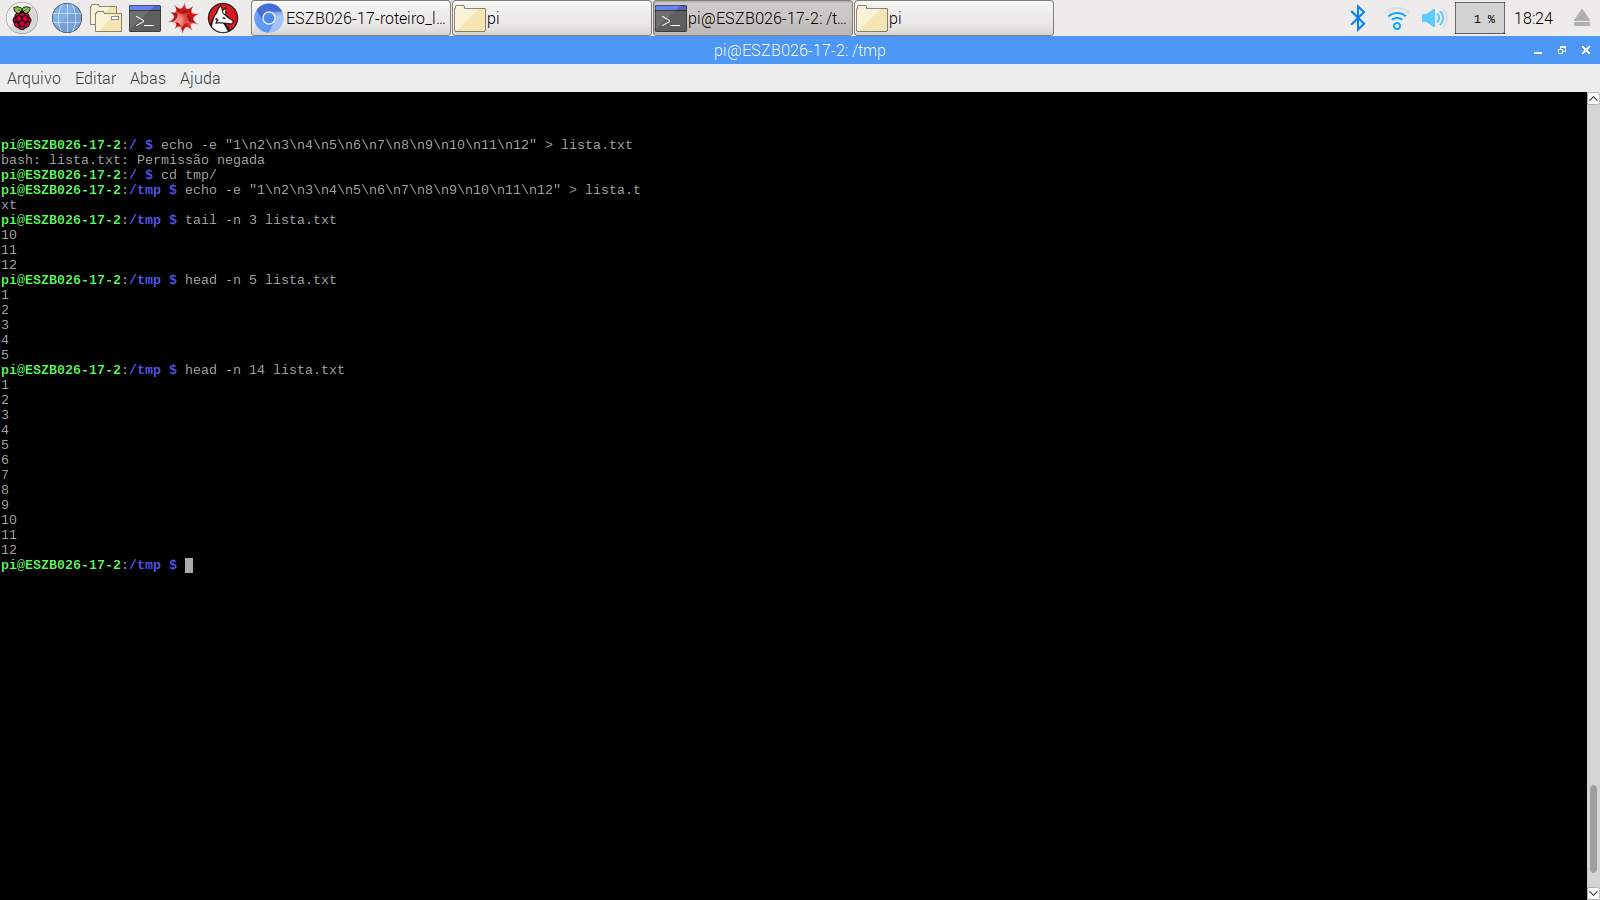 ESZB026-17-roteiro_l...
pi
pi@ESZB026-17-2: /t...
pi
1 %
18:24
pi@ESZB026-17-2: /tmp
Arquivo Editar Abas Ajuda
pi@ESZB026-17-2:/ $ echo -e "1\n2\n3\n4\n5\n6\n7\n8\n9\n10\n11\n12" > lista.txt
bash: lista.txt: Permissão negada
pi@ESZB026-17-2:/ $ cd tmp/
pi@ESZB026-17-2:/tmp $ echo -e "1\n2\n3\n4\n5\n6\n7\n8\n9\n10\n11\n12" > lista.t
xt
pi@ESZB026-17-2:/tmp $ tail -n 3 lista.txt
10
11
12
pi@ESZB026-17-2:/tmp $ head -n 5 lista.txt
1
2
3
4
5
pi@ESZB026-17-2:/tmp $ head -n 14 lista.txt
1
2
3
4
5
6
7
8
9
10
11
12
pi@ESZB026-17-2:/tmp $